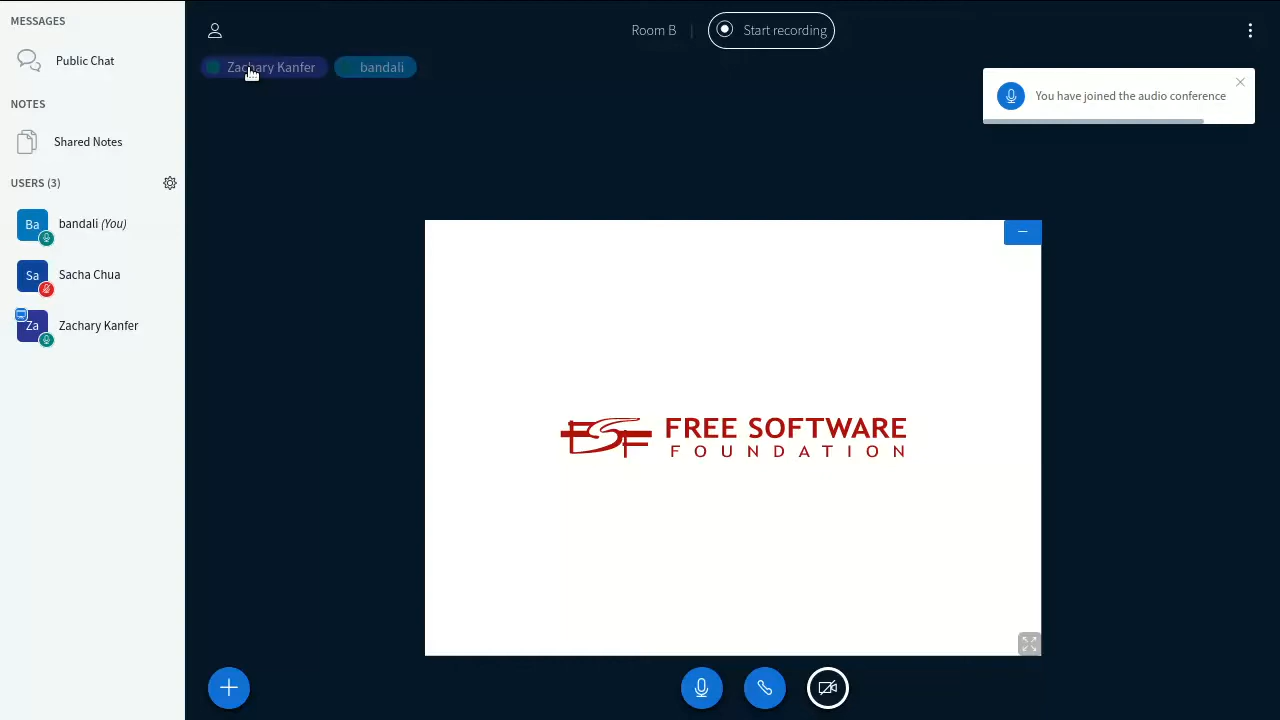 MESSAGES
Public Chat
NOTES
Shared Notes
USERS (3)
Ba
bandali (You)
Sa
Sacha Chua
Za
Zachary Kanfer
Room B
Start recording
Zachary Kanfer
bandali
You have joined the audio conference
FSF FREE SOFTWARE
FOUNDATION